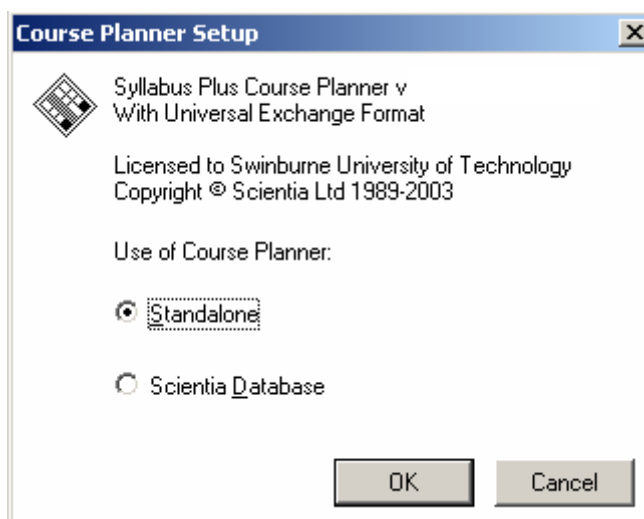 Course Planner Setup
Syllabus Plus Course Planner v
With Universal Exchange Format
Licensed to Swinburne University of Technology
Copyright © Scientia Ltd 1989-2003
Use of Course Planner:
Standalone
Scientia Database
OK
Cancel